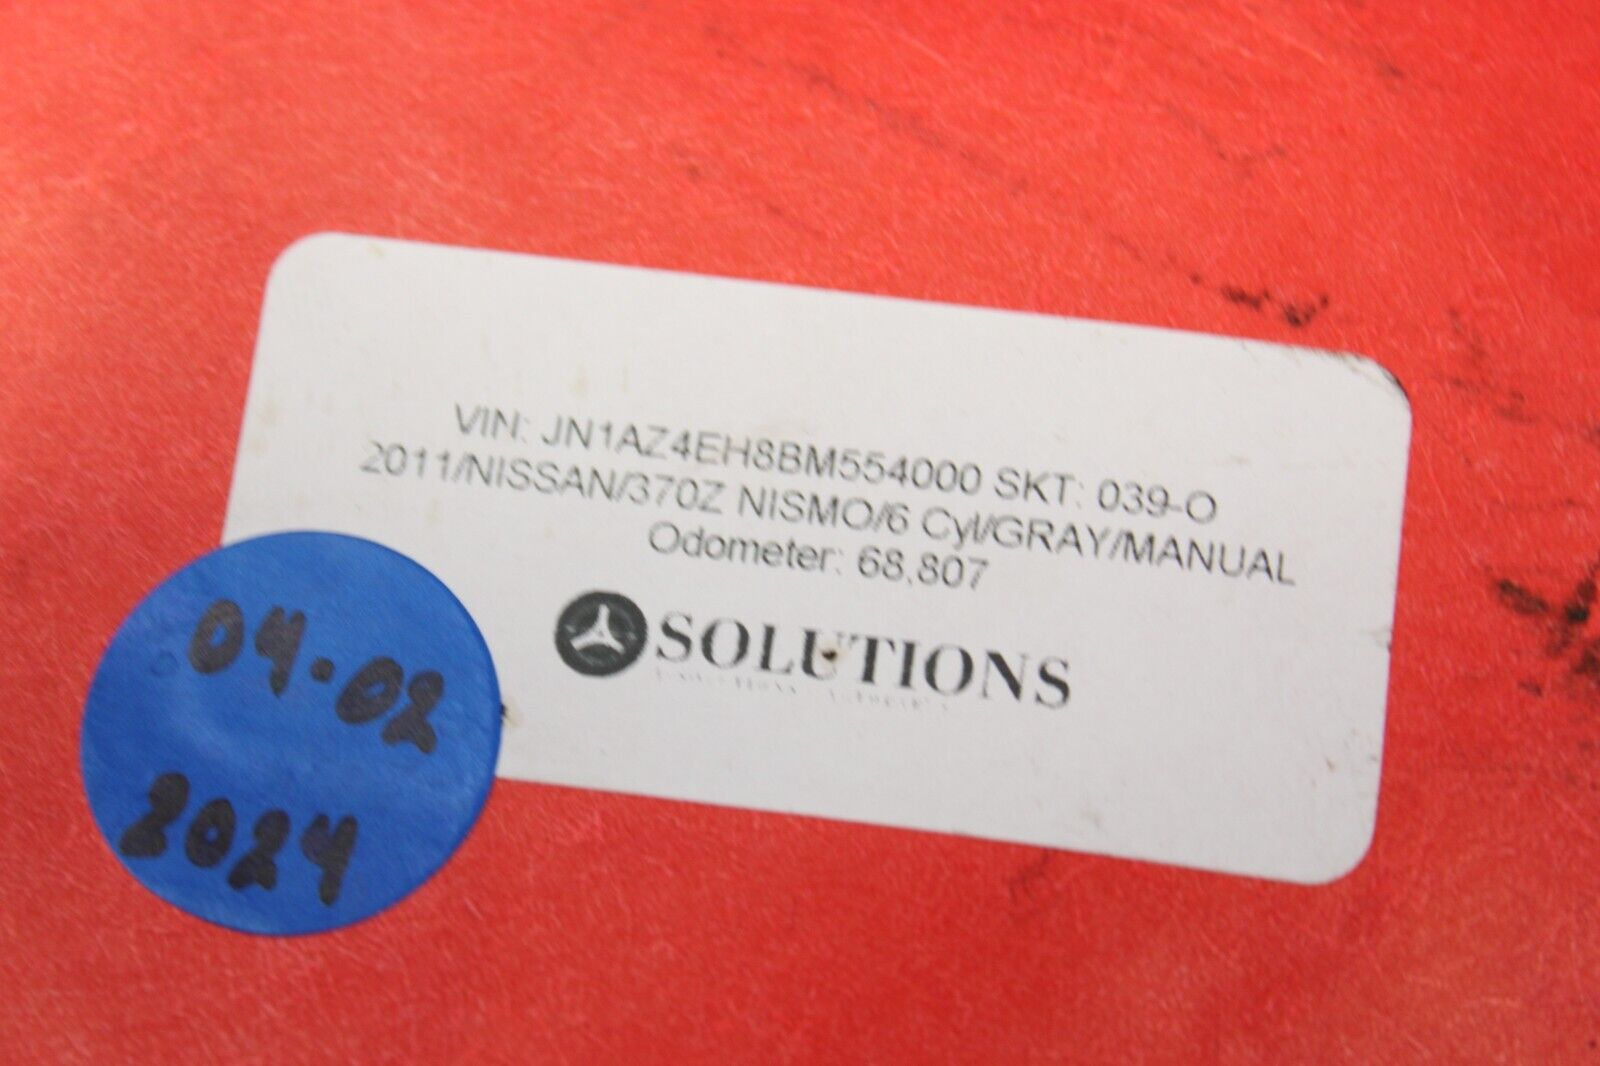 VIN: JN1AZ4EH8BM554000 SKT: 039-O
2011/NISSAN/370Z NISMO/6 Cyl/GRAY/MANUAL
Odometer: 68,807
SOLUTIONS
04-02
2024